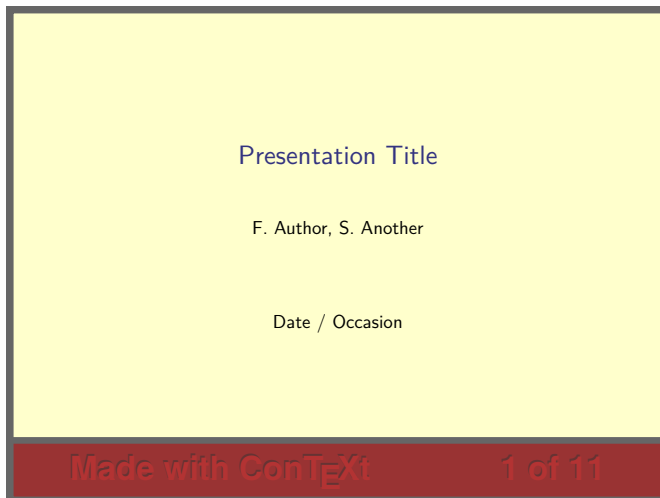 Presentation Title
F. Author, S. Another
Date / Occasion
Made with ConTEXt 1 of 11